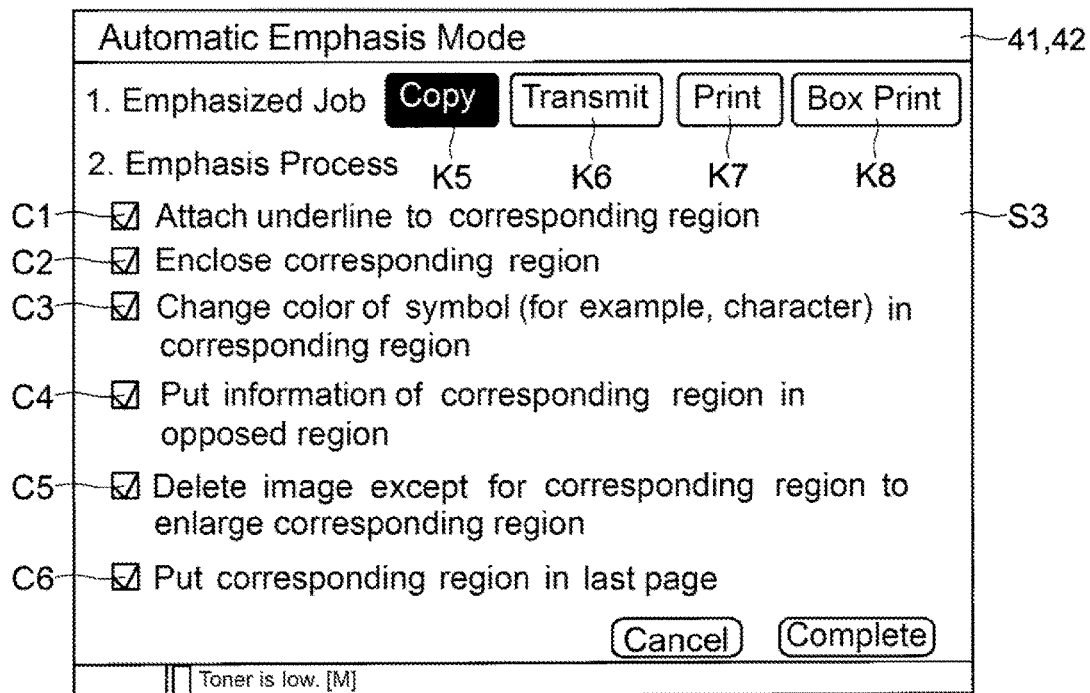 Automatic Emphasis Mode 41,42
1. Emphasized Job Copy Transmit Print Box Print
K5 K6 K7 K8
2. Emphasis Process
C1 Attach underline to corresponding region S3
C2 Enclose corresponding region
C3 Change color of symbol (for example, character) in
corresponding region
C4 Put information of corresponding region in
opposed region
C5 Delete image except for corresponding region to
enlarge corresponding region
C6 Put corresponding region in last page
Cancel Complete
Toner is low. [M]